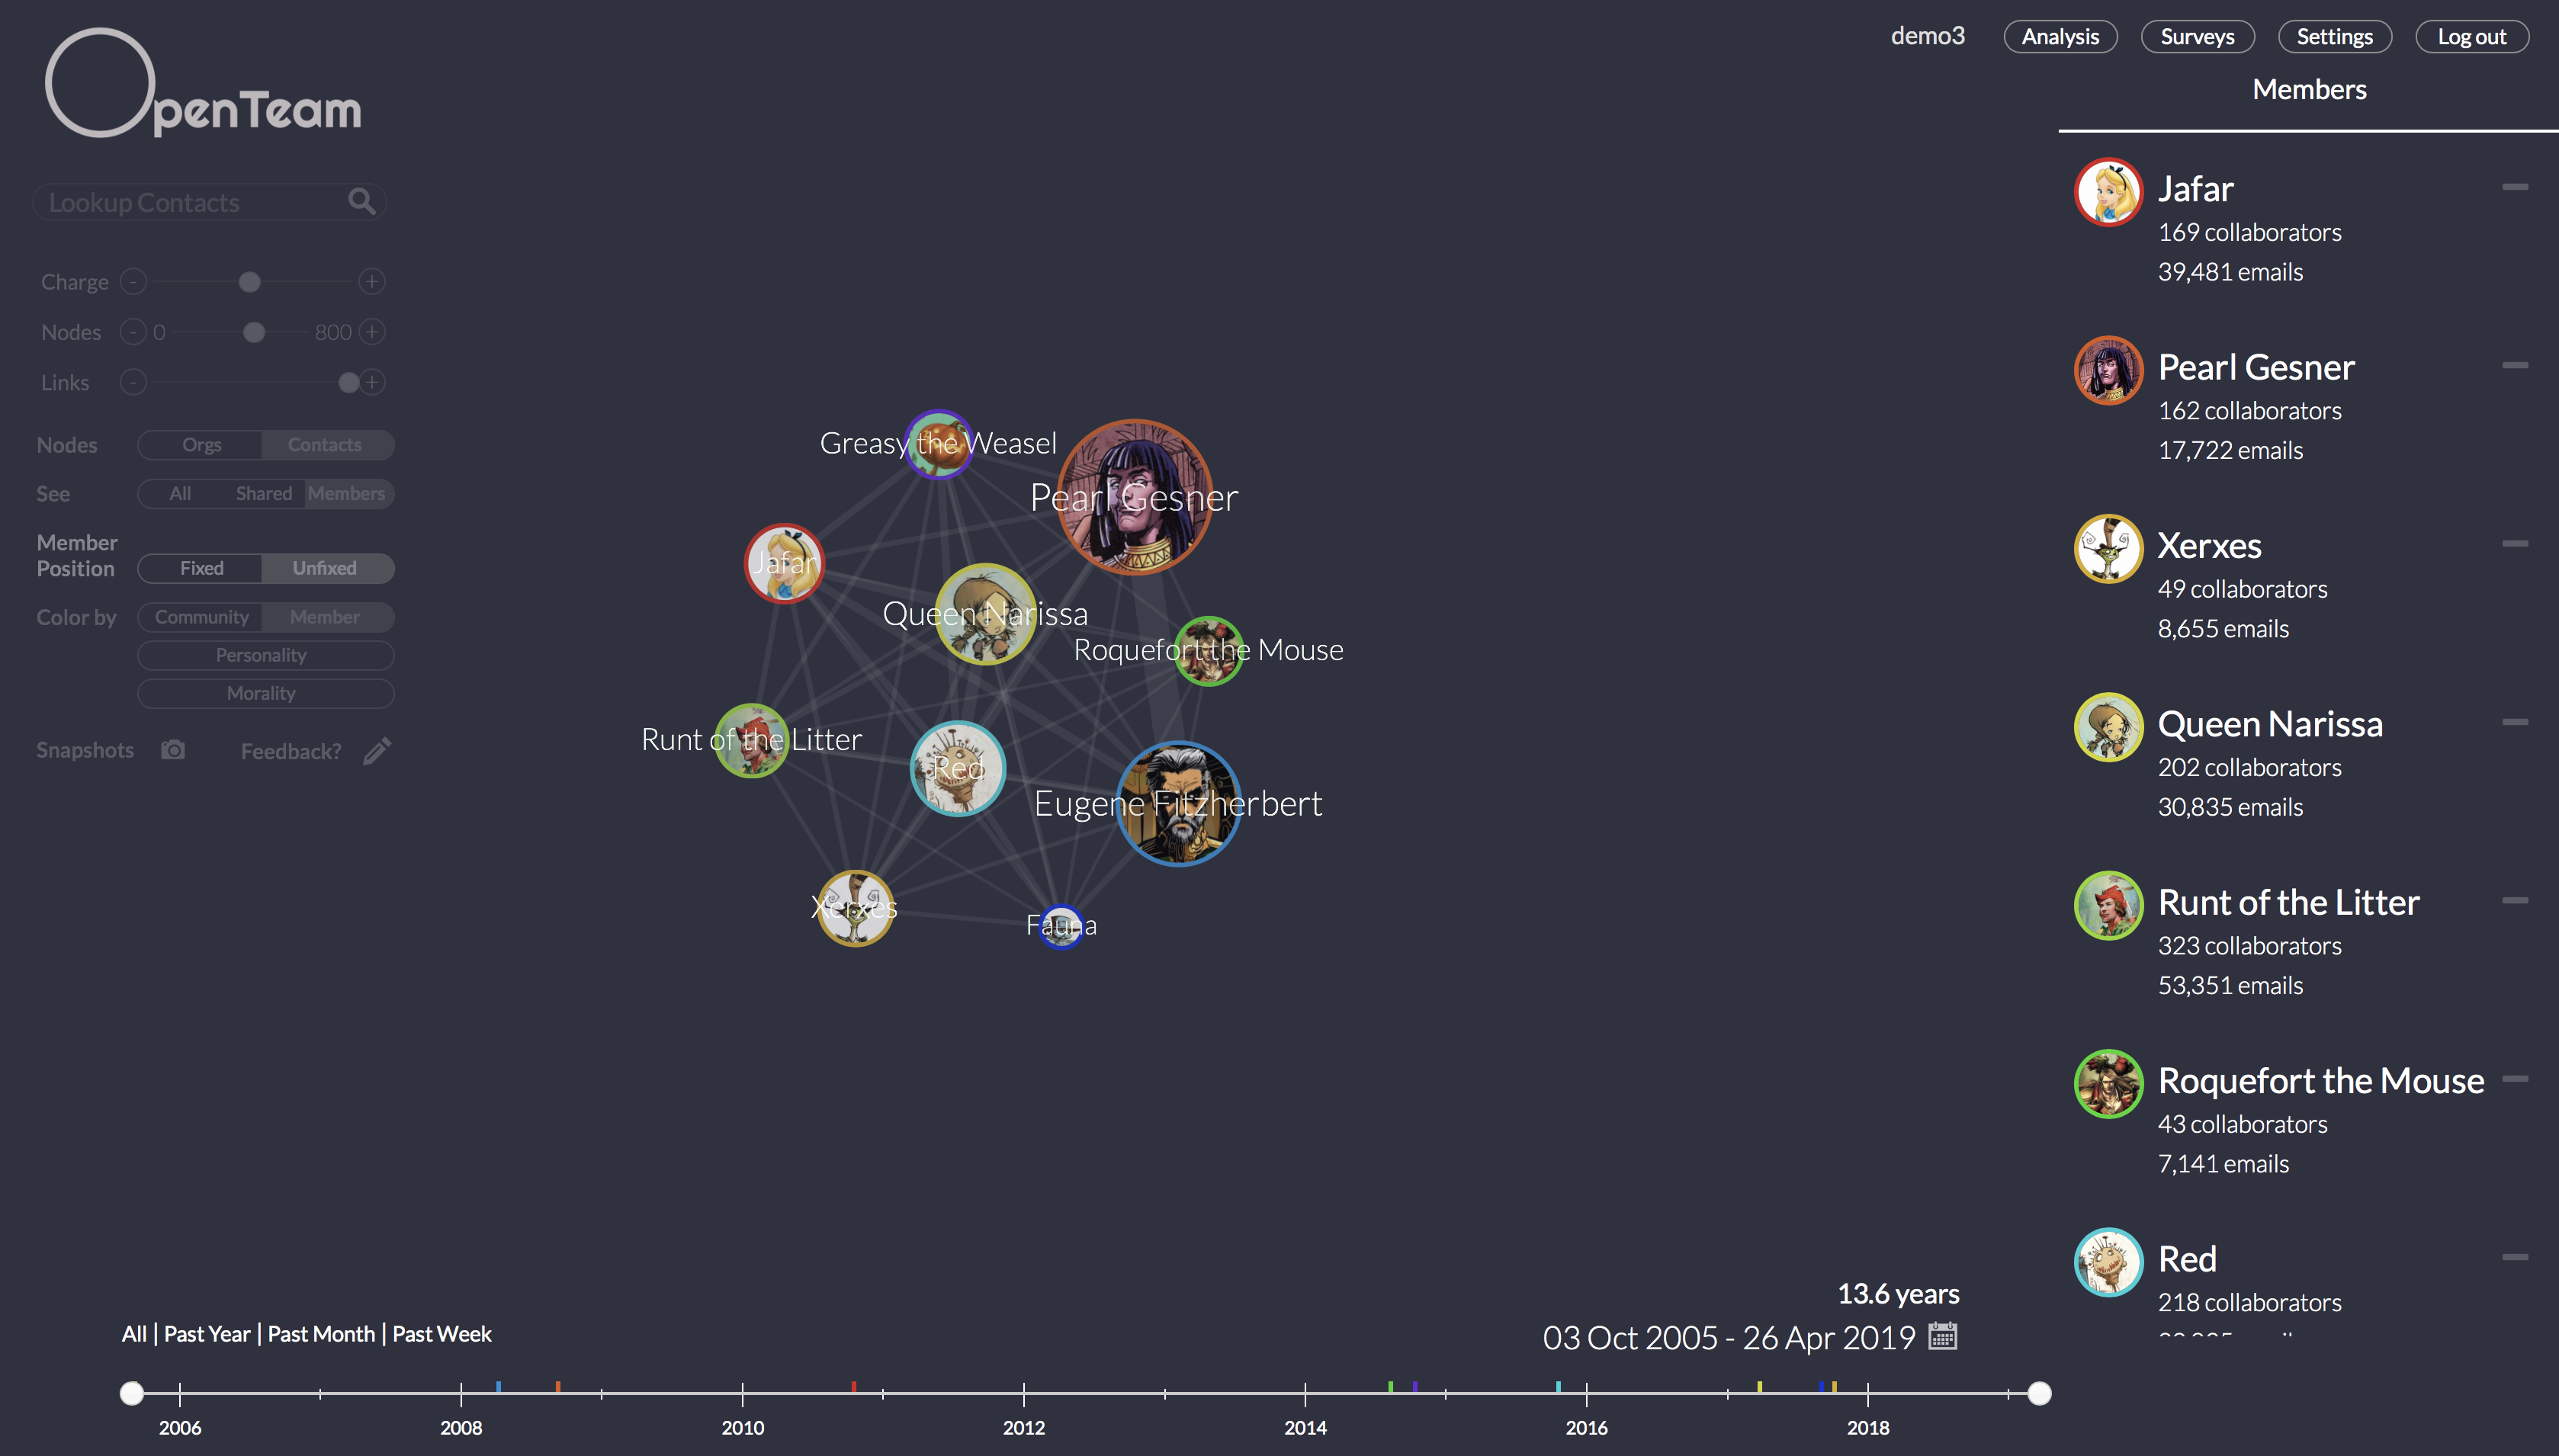 OpenTeam
demo3
Analysis
Surveys
Settings
Log out
Members
Lookup Contacts
Charge - +
Nodes - 0 800 +
Links - +
Nodes Orgs Contacts
See All Shared Members
Member
Position Fixed Unfixed
Color by Community Member
Personality
Morality
Snapshots Feedback?
Greasy the Weasel
Pearl Gesner
Jafar
Queen Narissa
Roquefort the Mouse
Runt of the Litter
Red
Eugene Fitzherbert
Xerxes
Fauna
Jafar
169 collaborators
39,481 emails
Pearl Gesner
162 collaborators
17,722 emails
Xerxes
49 collaborators
8,655 emails
Queen Narissa
202 collaborators
30,835 emails
Runt of the Litter
323 collaborators
53,351 emails
Roquefort the Mouse
43 collaborators
7,141 emails
Red
218 collaborators
13.6 years
All | Past Year | Past Month | Past Week
03 Oct 2005 - 26 Apr 2019
2006 2008 2010 2012 2014 2016 2018